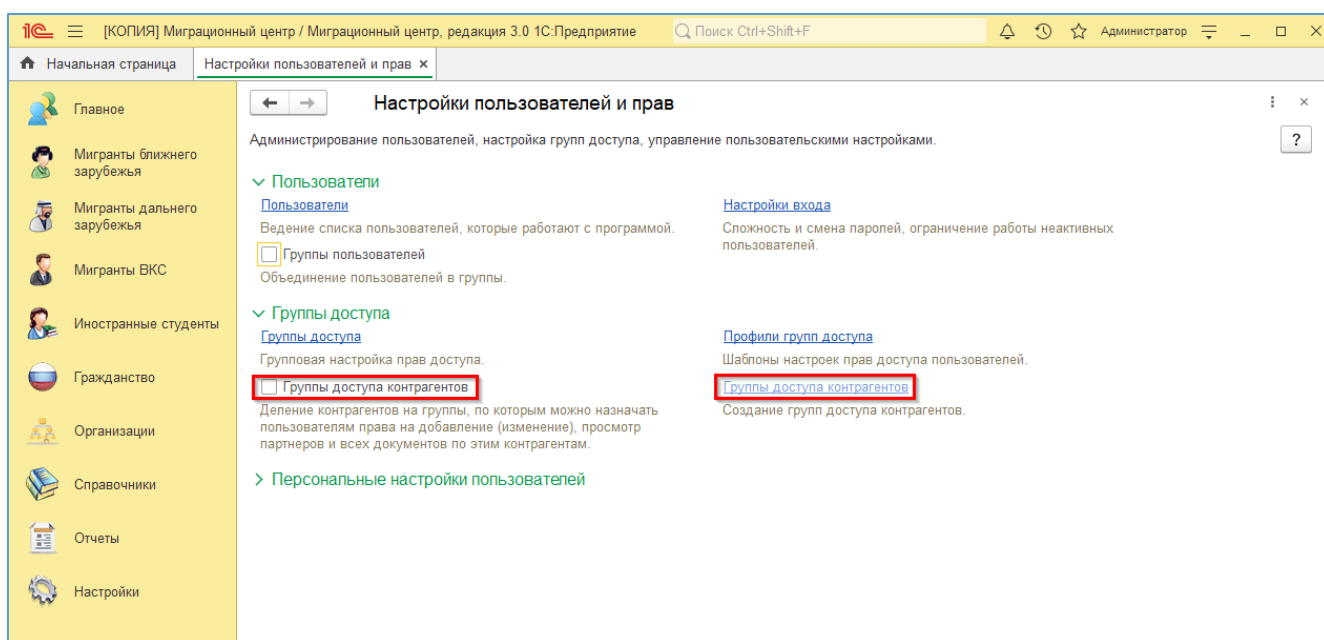 [КОПИЯ] Миграционный центр / Миграционный центр, редакция 3.0 1С:Предприятие
Поиск Ctrl+Shift+F
Администратор
Начальная страница
Настройки пользователей и прав ×
Главное
Мигранты ближнего
зарубежья
Мигранты дальнего
зарубежья
Мигранты ВКС
Иностранные студенты
Гражданство
Организации
Справочники
Отчеты
Настройки
Настройки пользователей и прав
Администрирование пользователей, настройка групп доступа, управление пользовательскими настройками.
?
Пользователи
Пользователи
Ведение списка пользователей, которые работают с программой.
Группы пользователей
Объединение пользователей в группы.
Настройки входа
Сложность и смена паролей, ограничение работы неактивных
пользователей.
Группы доступа
Группы доступа
Групповая настройка прав доступа.
Группы доступа контрагентов
Деление контрагентов на группы, по которым можно назначать
пользователям права на добавление (изменение), просмотр
партнеров и всех документов по этим контрагентам.
Профили групп доступа
Шаблоны настроек прав доступа пользователей.
Группы доступа контрагентов
Создание групп доступа контрагентов.
Персональные настройки пользователей